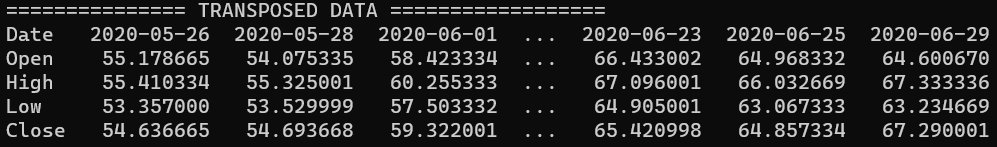 =============== TRANSPOSED DATA ==================
Date   2020-05-26  2020-05-28  2020-06-01  ...  2020-06-23  2020-06-25  2020-06-29
Open    55.178665   54.075335   58.423334  ...   66.433002   64.968332   64.600670
High    55.410334   55.325001   60.255333  ...   67.096001   66.032669   67.333336
Low     53.357000   53.529999   57.503332  ...   64.905001   63.067333   63.234669
Close   54.636665   54.693668   59.322001  ...   65.420998   64.857334   67.290001